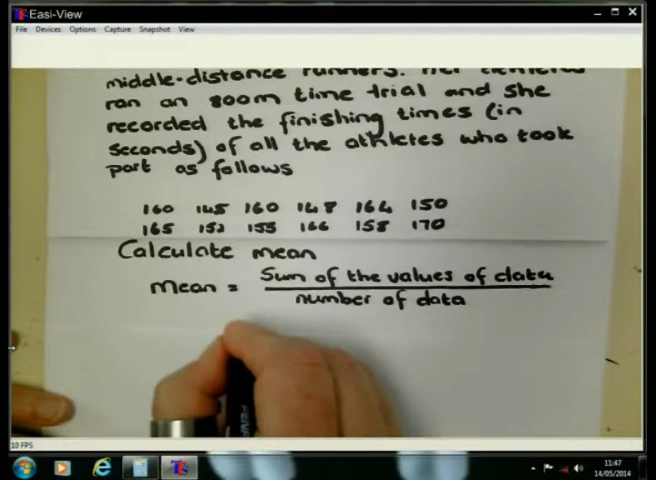 Easi-View
File Devices Options Capture Snapshot View
middle-distance runners. Her athletes
ran an 800m time trial and she
recorded the finishing times (in
seconds) of all the athletes who took
part as follows
160 145 160 148 164 150
165 152 155 166 158 170
Calculate mean
Mean = Sum of the values of data
number of data
10 FPS
11:47
14/05/2014